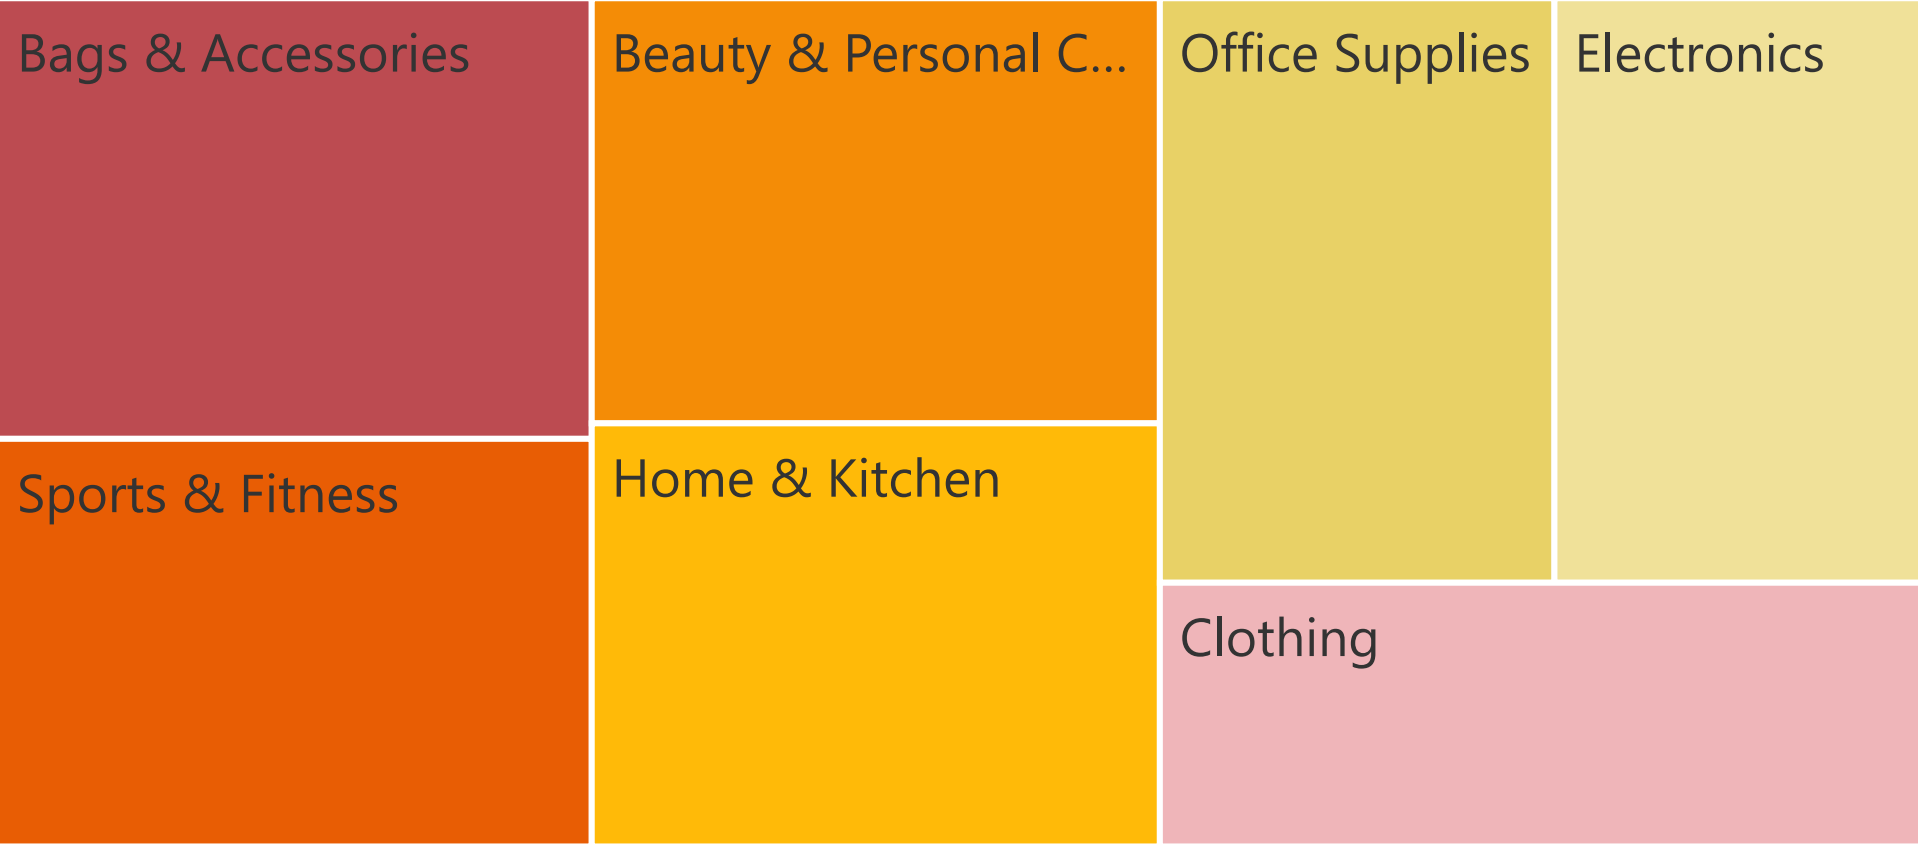 Bags & Accessories
Beauty & Personal C...
Office Supplies
Electronics
Sports & Fitness
Home & Kitchen
Clothing